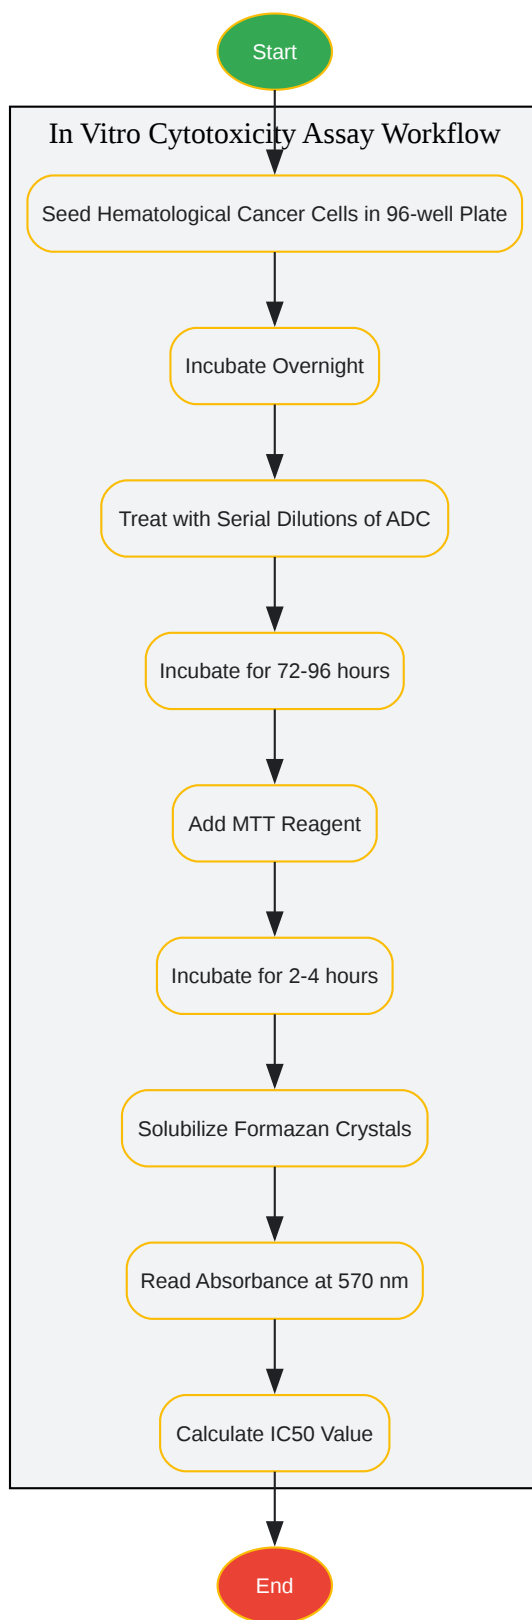 Start
In Vitro Cytotoxicity Assay Workflow
Seed Hematological Cancer Cells in 96-well Plate
Incubate Overnight
Treat with Serial Dilutions of ADC
Incubate for 72-96 hours
Add MTT Reagent
Incubate for 2-4 hours
Solubilize Formazan Crystals
Read Absorbance at 570 nm
Calculate IC50 Value
End